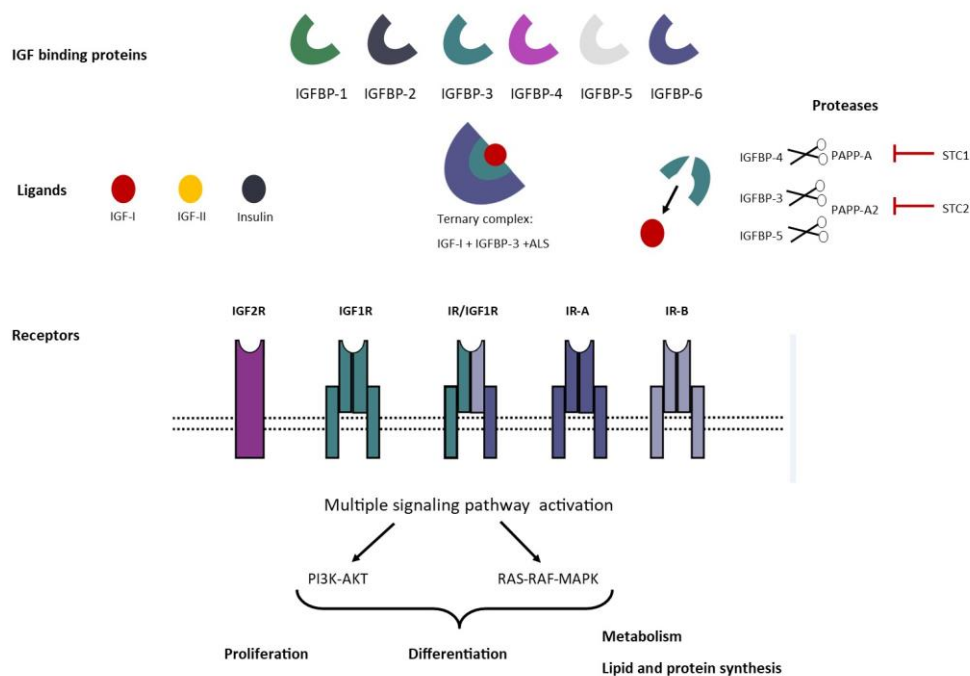 IGF binding proteins
IGFBP-1
IGFBP-2
IGFBP-3
IGFBP-4
IGFBP-5
IGFBP-6
Proteases
IGFBP-4
PAPP-A
STC1
IGFBP-3
PAPP-A2
STC2
IGFBP-5
Ligands
IGF-I
IGF-II
Insulin
Ternary complex:
IGF-I + IGFBP-3 +ALS
Receptors
IGF2R
IGF1R
IR/IGF1R
IR-A
IR-B
Multiple signaling pathway activation
PI3K-AKT
RAS-RAF-MAPK
Proliferation
Differentiation
Metabolism
Lipid and protein synthesis